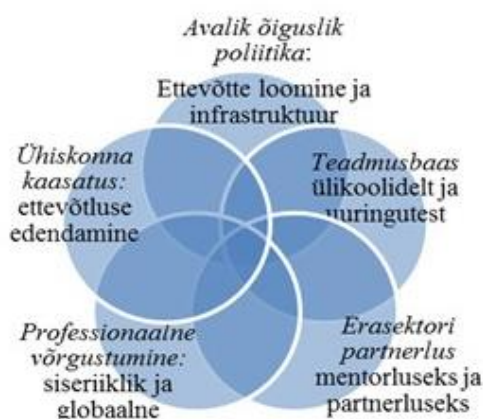 Avalik õiguslik
poliitika:
Ettevõtte loomine ja
infrastruktuur
Teadmusbaas
ülikoolidelt ja
uuringutest
Erasektori
partnerlus
mentorluseks ja
partnerluseks
Professionaalne
võrgustumine:
siseriiklik ja
globaalne
Ühiskonna
kaasatus:
ettevõtluse
edendamine